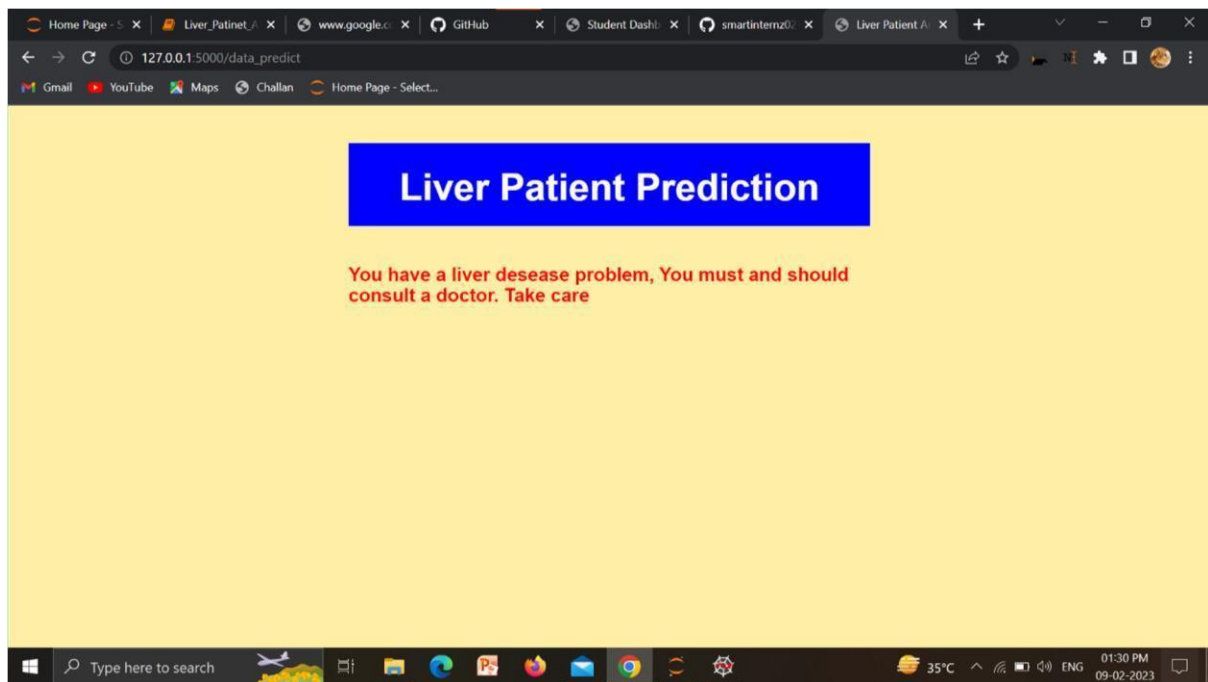 Home Page - S
Liver_Patinet_A
www.google.co
GitHub
Student Dashb
smartinternz02
Liver Patient A
127.0.0.1:5000/data_predict
Gmail
YouTube
Maps
Challan
Home Page - Select...
Liver Patient Prediction
You have a liver desease problem, You must and should
consult a doctor. Take care
Type here to search
35°C
ENG
01:30 PM
09-02-2023